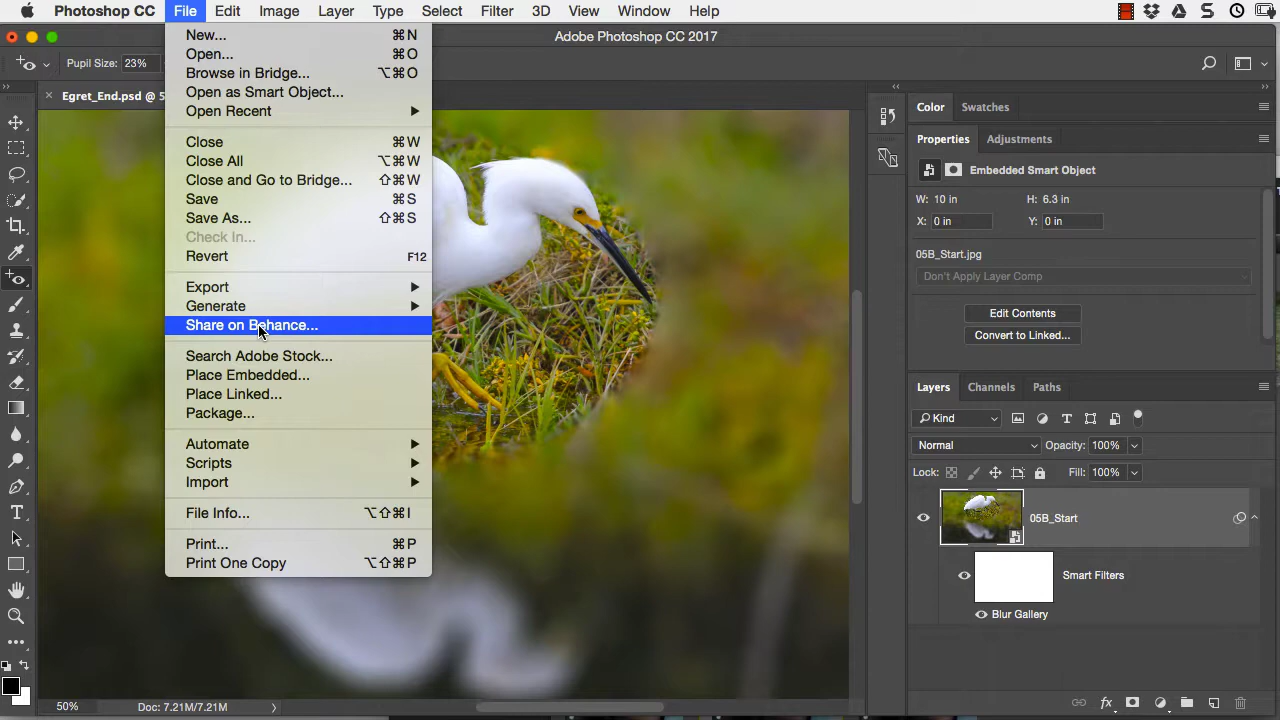 Photoshop CC File Edit Image Layer Type Select Filter 3D View Window Help
Adobe Photoshop CC 2017
Pupil Size: 23%
Egret_End.psd @ 5
New... ⌘N
Open... ⌘O
Browse in Bridge... ⌥⌘O
Open as Smart Object...
Open Recent
Close ⌘W
Close All ⌥⌘W
Close and Go to Bridge... ⇧⌘W
Save ⌘S
Save As... ⇧⌘S
Check In...
Revert F12
Export
Generate
Share on Behance...
Search Adobe Stock...
Place Embedded...
Place Linked...
Package...
Automate
Scripts
Import
File Info... ⌥⇧⌘I
Print... ⌘P
Print One Copy ⌥⇧⌘P
50% Doc: 7.21M/7.21M
Color Swatches
Properties Adjustments
Embedded Smart Object
W: 10 in H: 6.3 in
X: 0 in Y: 0 in
05B_Start.jpg
Don't Apply Layer Comp
Edit Contents
Convert to Linked...
Layers Channels Paths
Kind
Normal Opacity: 100%
Lock: Fill: 100%
05B_Start
Smart Filters
Blur Gallery